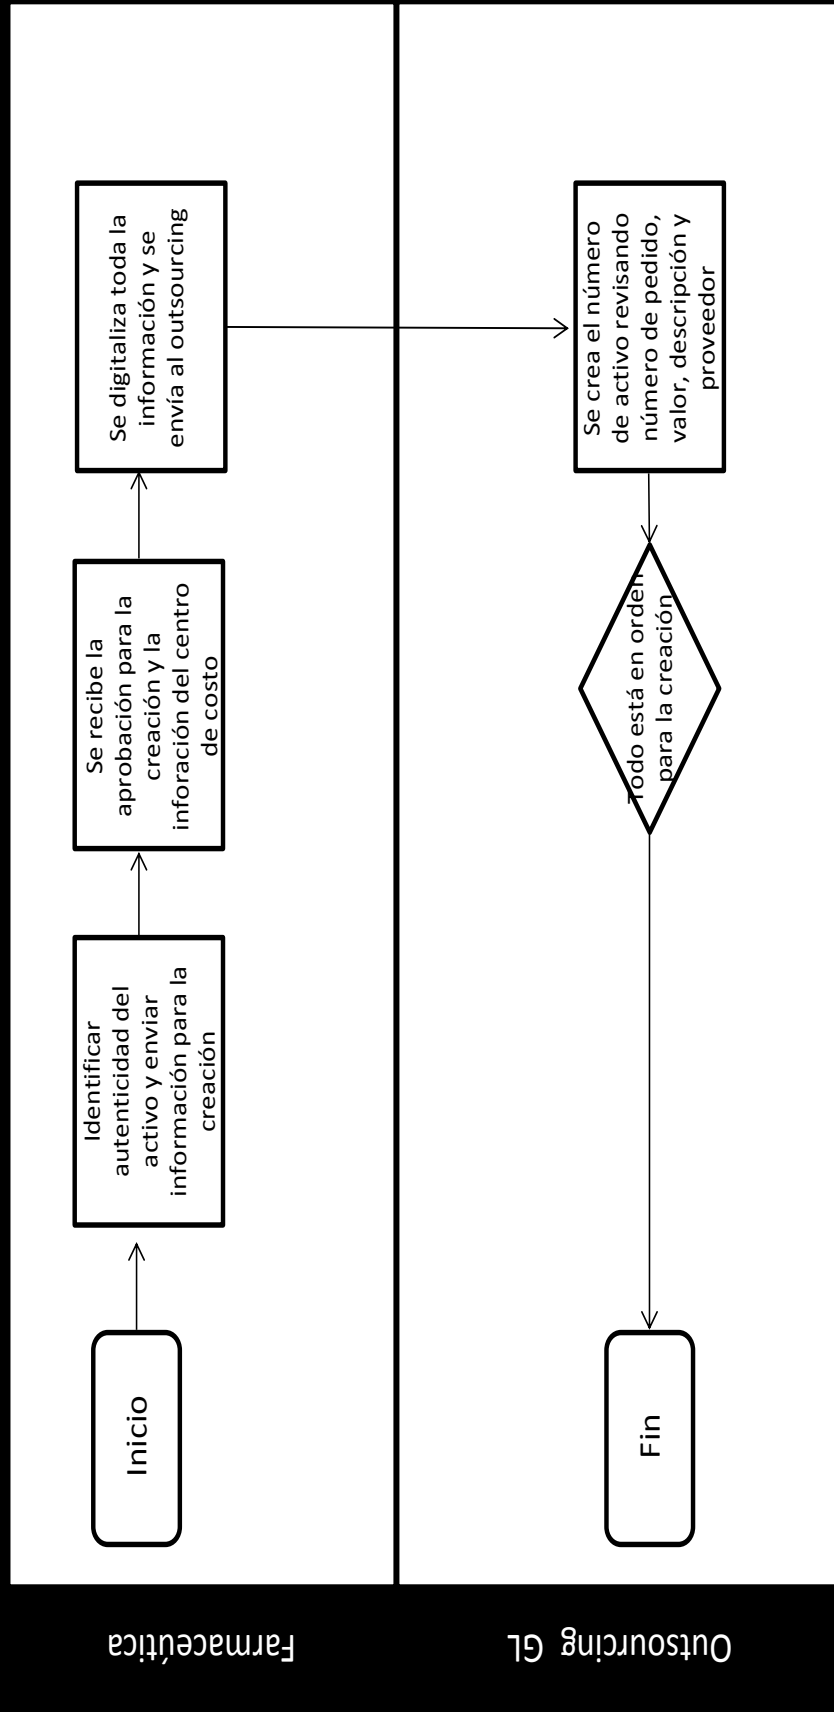 Farmaceútica
Inicio
Identificar
autenticidad del
activo y enviar
información para la
creación
Se recibe la
aprobación para la
creación y la
inforación del centro
de costo
Se digitaliza toda la
información y se
envía al outsourcing
Outsourcing GL
Se crea el número
de activo revisando
número de pedido,
valor, descripción y
proveedor
Todo está en orden
para la creación
Fin